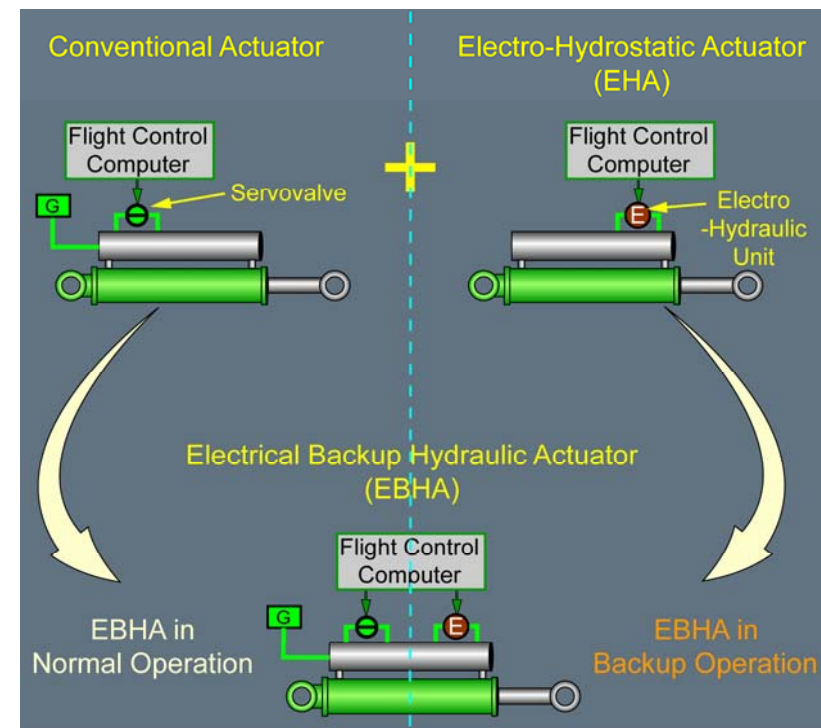 Conventional Actuator
Electro-Hydrostatic Actuator
(EHA)
Flight Control
Computer
G
Servovalve
Flight Control
Computer
E
Electro
-Hydraulic
Unit
Electrical Backup Hydraulic Actuator
(EBHA)
Flight Control
Computer
G
E
EBHA in
Normal Operation
EBHA in
Backup Operation